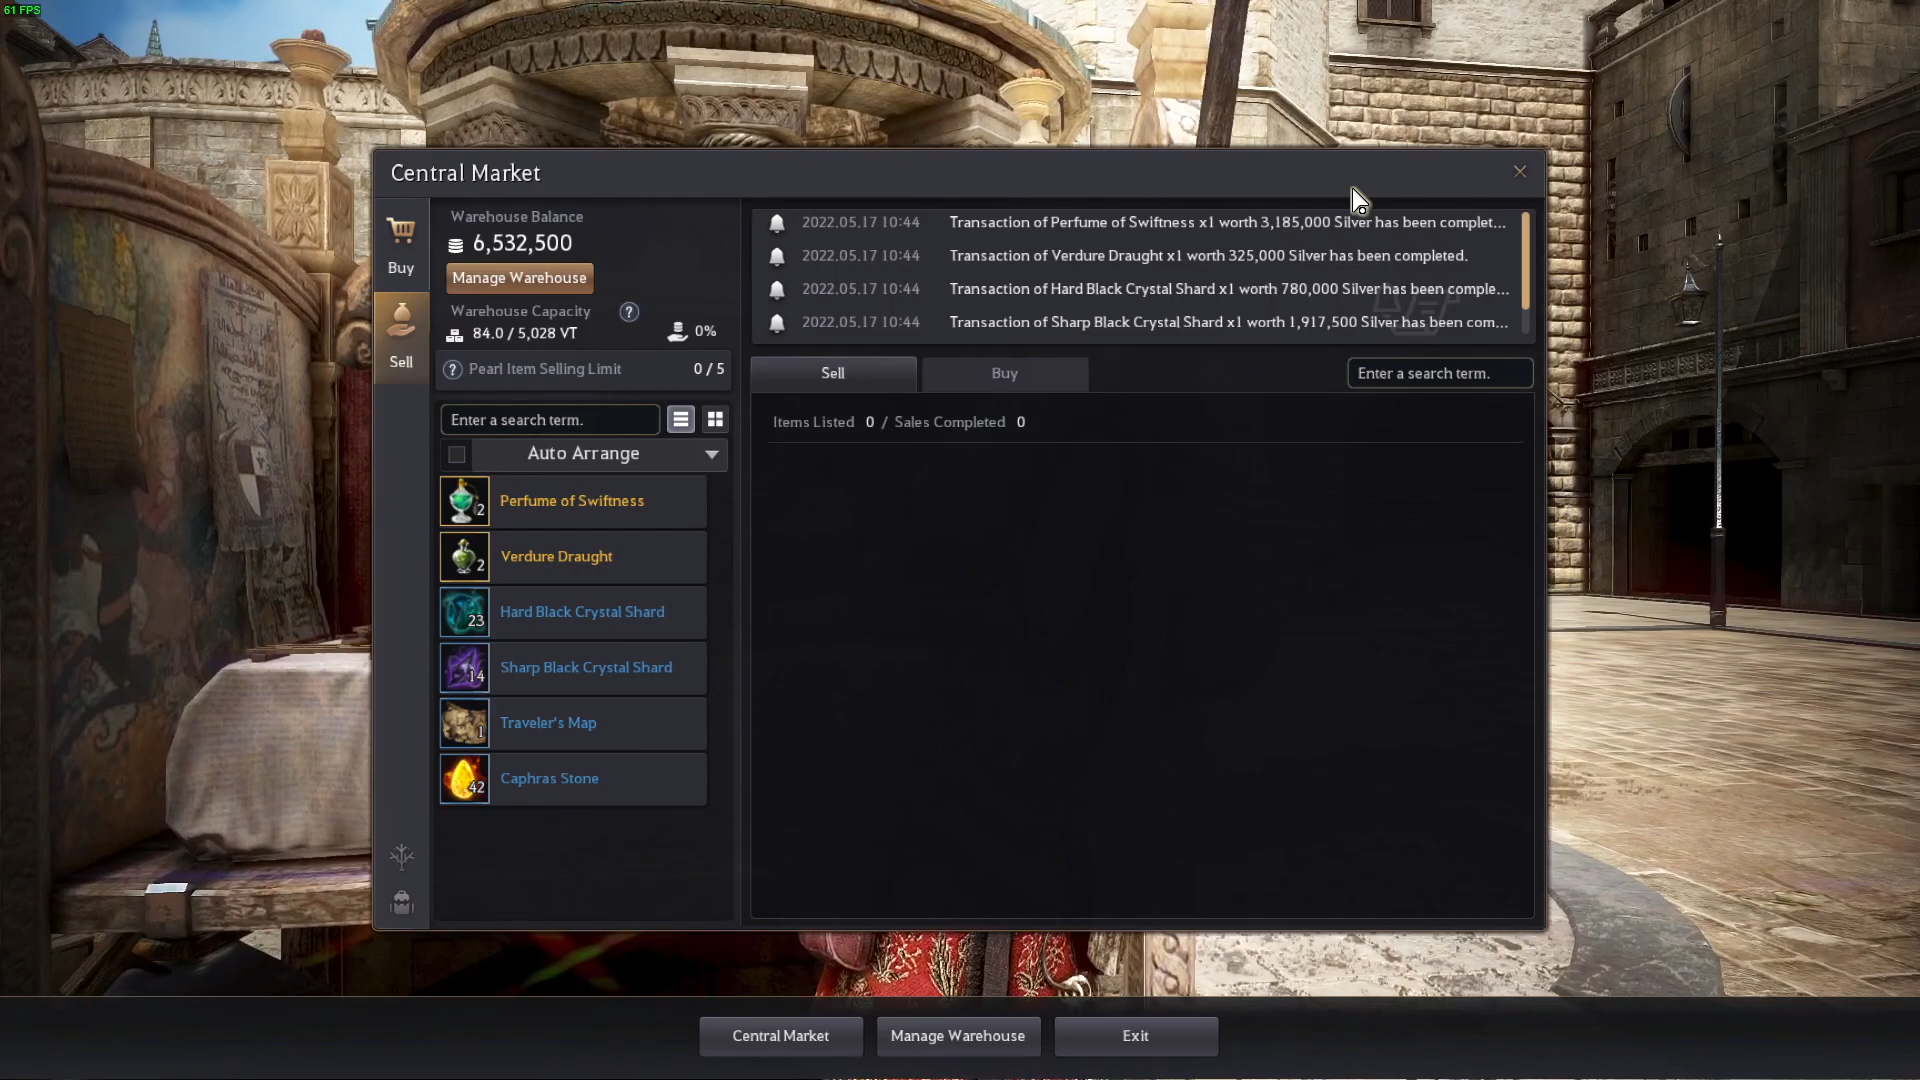 61 FPS
Central Market
Buy
Sell
Warehouse Balance
6,532,500
Manage Warehouse
Warehouse Capacity ?
84.0 / 5,028 VT 0%
? Pearl Item Selling Limit 0 / 5
Enter a search term.
Auto Arrange
2 Perfume of Swiftness
2 Verdure Draught
23 Hard Black Crystal Shard
14 Sharp Black Crystal Shard
1 Traveler's Map
42 Caphras Stone
2022.05.17 10:44 Transaction of Perfume of Swiftness x1 worth 3,185,000 Silver has been complet...
2022.05.17 10:44 Transaction of Verdure Draught x1 worth 325,000 Silver has been completed.
2022.05.17 10:44 Transaction of Hard Black Crystal Shard x1 worth 780,000 Silver has been comple...
2022.05.17 10:44 Transaction of Sharp Black Crystal Shard x1 worth 1,917,500 Silver has been com...
Sell Buy Enter a search term.
Items Listed 0 / Sales Completed 0
Central Market Manage Warehouse Exit